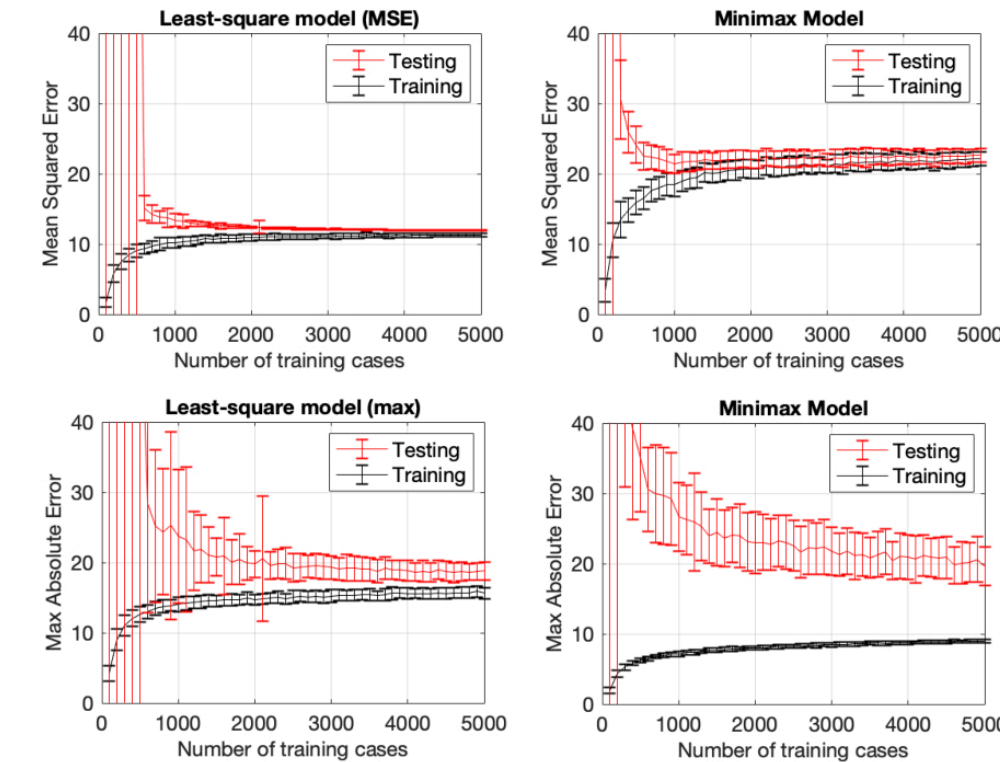 Least-square model (MSE)
40
30
20
10
0
Mean Squared Error
Testing
Training
0 1000 2000 3000 4000 5000
Number of training cases
Minimax Model
40
30
20
10
0
Mean Squared Error
Testing
Training
0 1000 2000 3000 4000 5000
Number of training cases
Least-square model (max)
40
30
20
10
0
Max Absolute Error
Testing
Training
0 1000 2000 3000 4000 5000
Number of training cases
Minimax Model
40
30
20
10
0
Max Absolute Error
Testing
Training
0 1000 2000 3000 4000 5000
Number of training cases